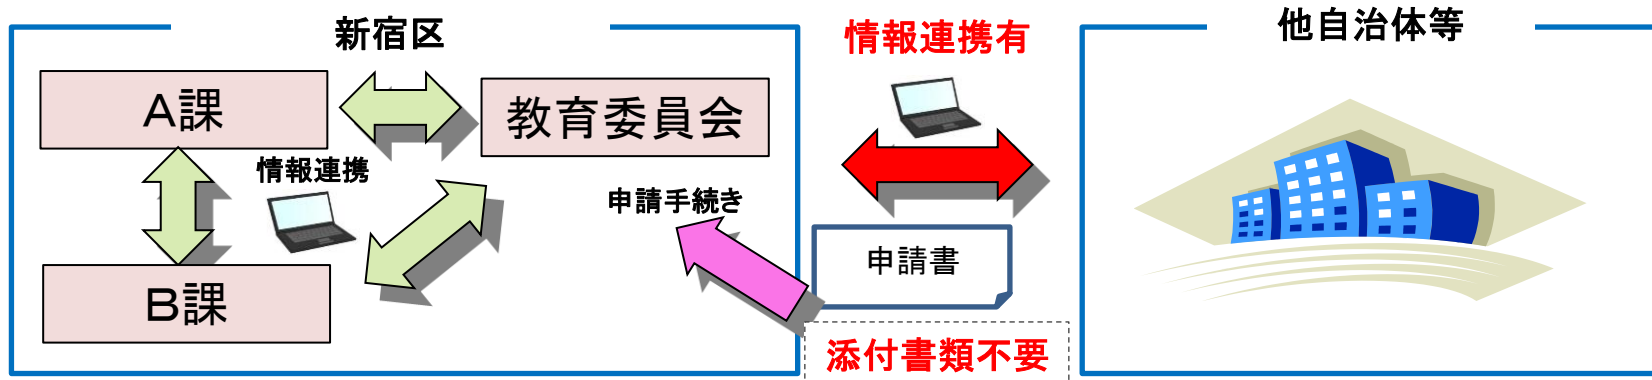 新宿区
情報連携有
他自治体等
A課
教育委員会
情報連携
申請手続き
申請書
B課
添付書類不要